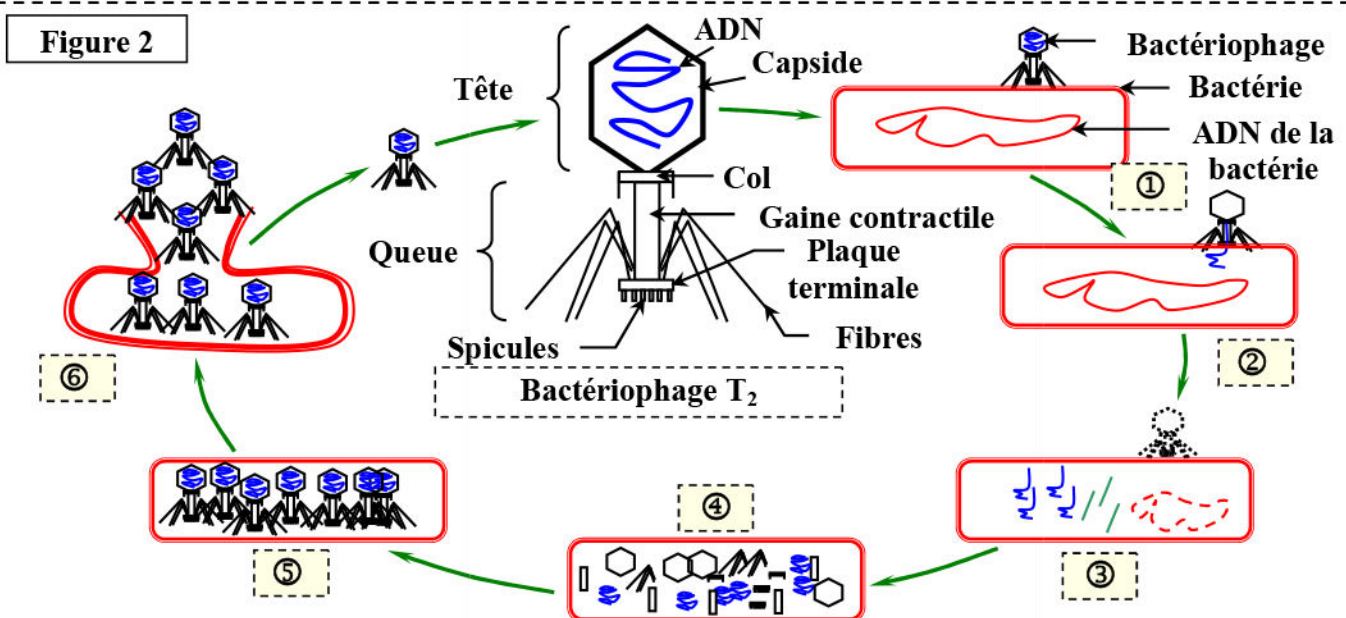 Figure 2
ADN
Capside
Tête
Col
Gaine contractile
Queue
Plaque
terminale
Spicules
Fibres
Bactériophage T₂
Bactériophage
Bactérie
ADN de la
bactérie
①
②
③
④
⑤
⑥